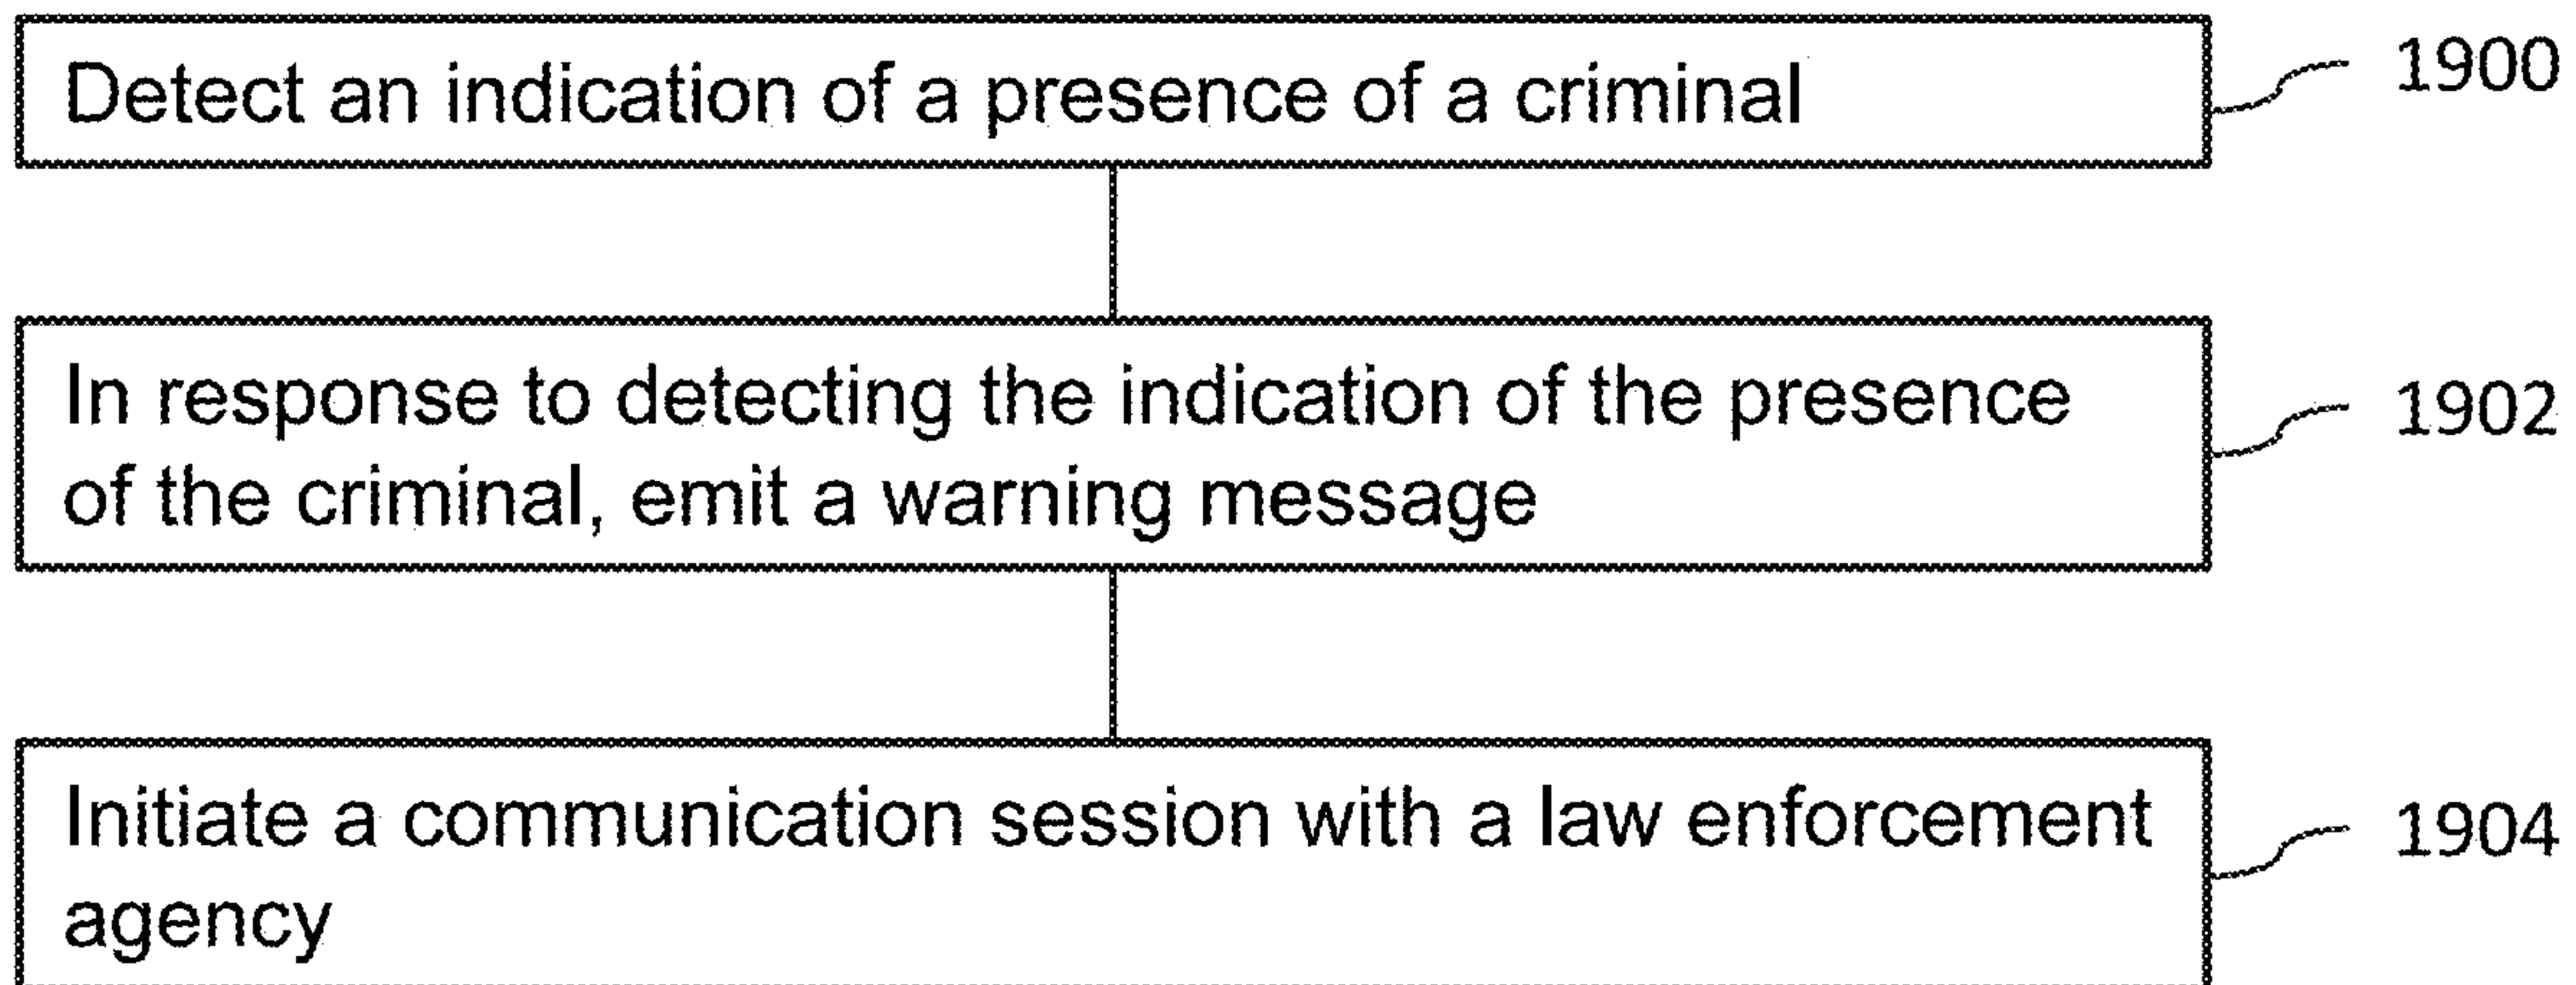 Detect an indication of a presence of a criminal
1900
In response to detecting the indication of the presence
of the criminal, emit a warning message
1902
Initiate a communication session with a law enforcement
agency
1904